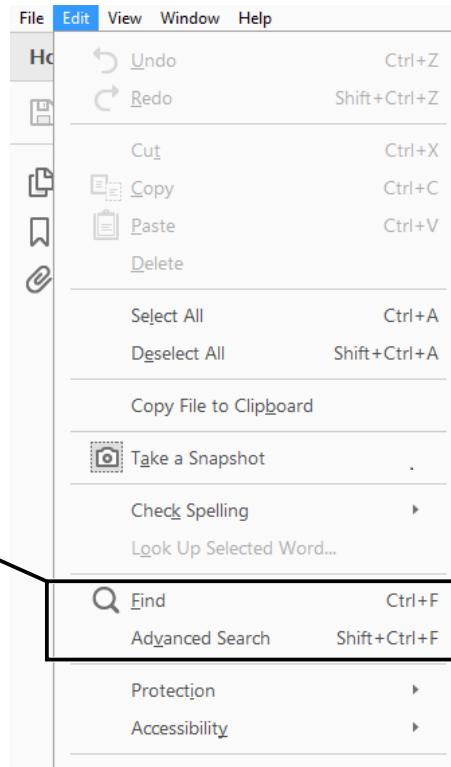 File Edit View Window Help
Ho
Undo Ctrl+Z
Redo Shift+Ctrl+Z
Cut Ctrl+X
Copy Ctrl+C
Paste Ctrl+V
Delete
Select All Ctrl+A
Deselect All Shift+Ctrl+A
Copy File to Clipboard
Take a Snapshot
Check Spelling
Look Up Selected Word...
Find Ctrl+F
Advanced Search Shift+Ctrl+F
Protection
Accessibility